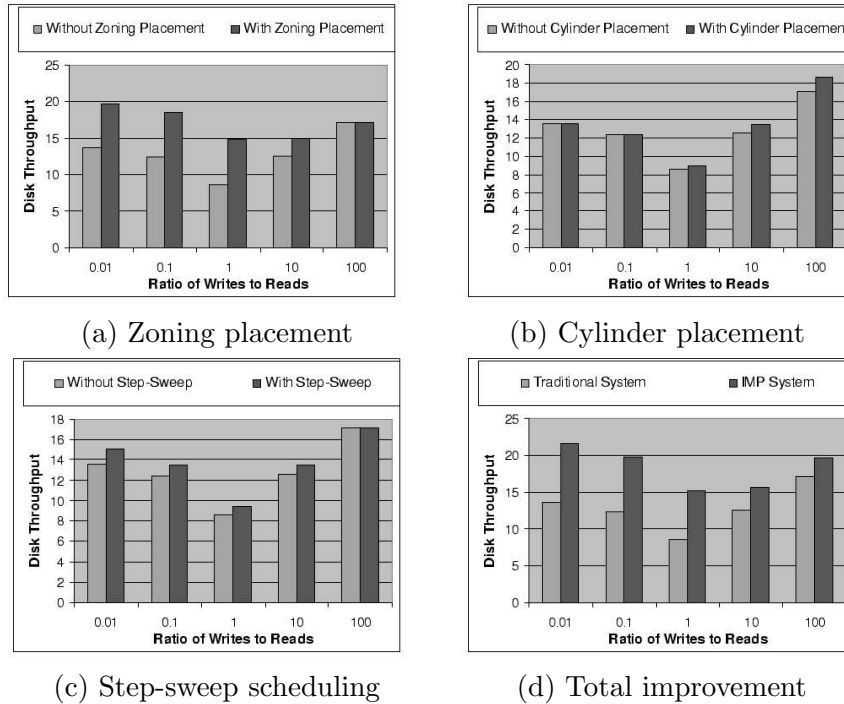 Without Zoning Placement With Zoning Placement
25
20
15
10
5
0
Disk Throughput
0.01 0.1 1 10 100
Ratio of Writes to Reads
(a) Zoning placement
Without Cylinder Placement With Cylinder Placemen
20
18
16
14
12
10
8
6
4
2
0
Disk Throughput
0.01 0.1 1 10 100
Ratio of Writes to Reads
(b) Cylinder placement
Without Step-Sweep With Step-Sweep
18
16
14
12
10
8
6
4
2
0
Disk Throughput
0.01 0.1 1 10 100
Ratio of Writes to Reads
(c) Step-sweep scheduling
Traditional System IMP System
25
20
15
10
5
0
Disk Throughput
0.01 0.1 1 10 100
Ratio of Writes to Reads
(d) Total improvement